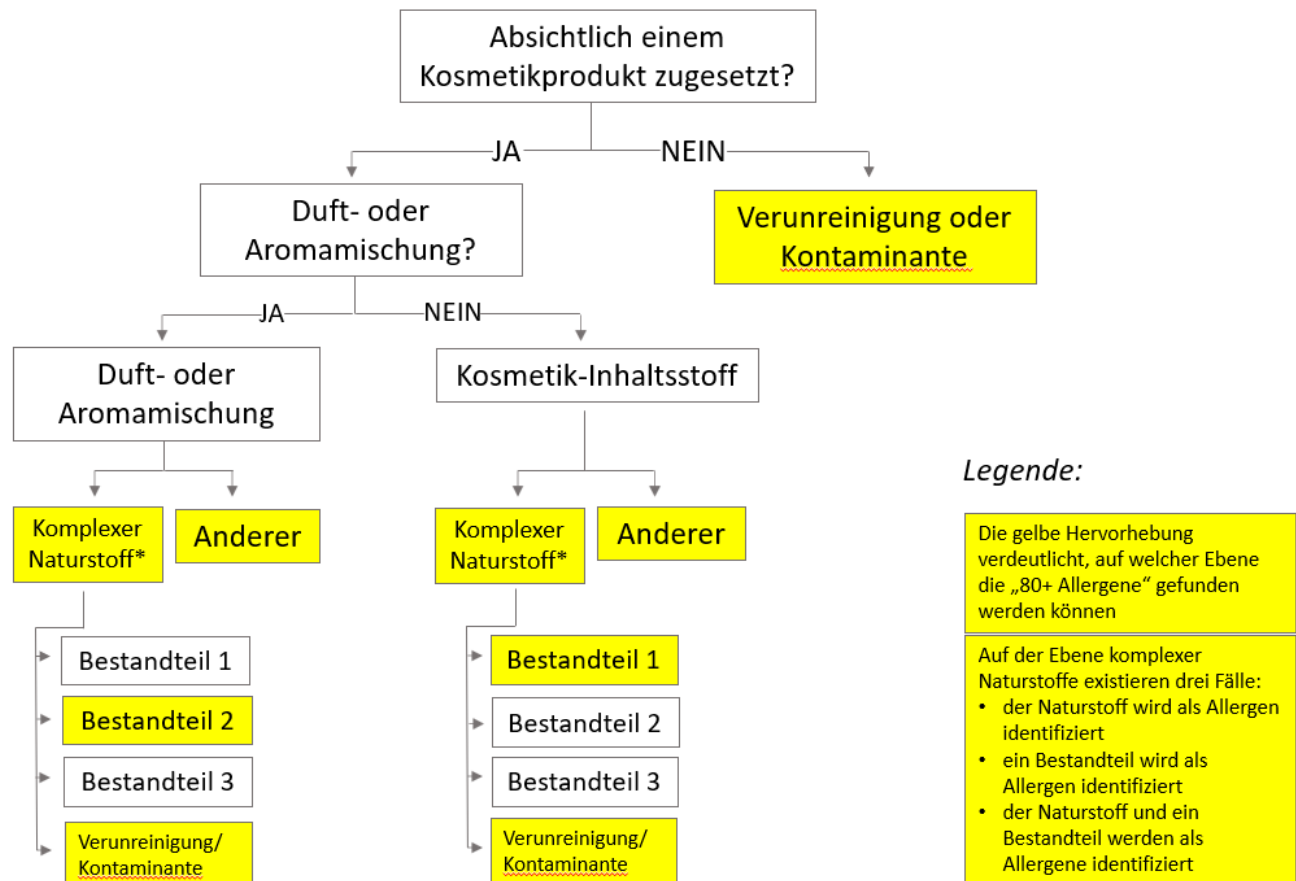 Absichtlich einem
Kosmetikprodukt zugesetzt?
JA
NEIN
Duft- oder
Aromamischung?
Verunreinigung oder
Kontaminante
JA
NEIN
Duft- oder
Aromamischung
Kosmetik-Inhaltsstoff
Komplexer
Naturstoff*
Anderer
Komplexer
Naturstoff*
Anderer
Bestandteil 1
Bestandteil 2
Bestandteil 3
Verunreinigung/
Kontaminante
Bestandteil 1
Bestandteil 2
Bestandteil 3
Verunreinigung/
Kontaminante
Legende:
Die gelbe Hervorhebung
verdeutlicht, auf welcher Ebene
die „80+ Allergene“ gefunden
werden können
Auf der Ebene komplexer
Naturstoffe existieren drei Fälle:
• der Naturstoff wird als Allergen
identifiziert
• ein Bestandteil wird als
Allergen identifiziert
• der Naturstoff und ein
Bestandteil werden als
Allergene identifiziert